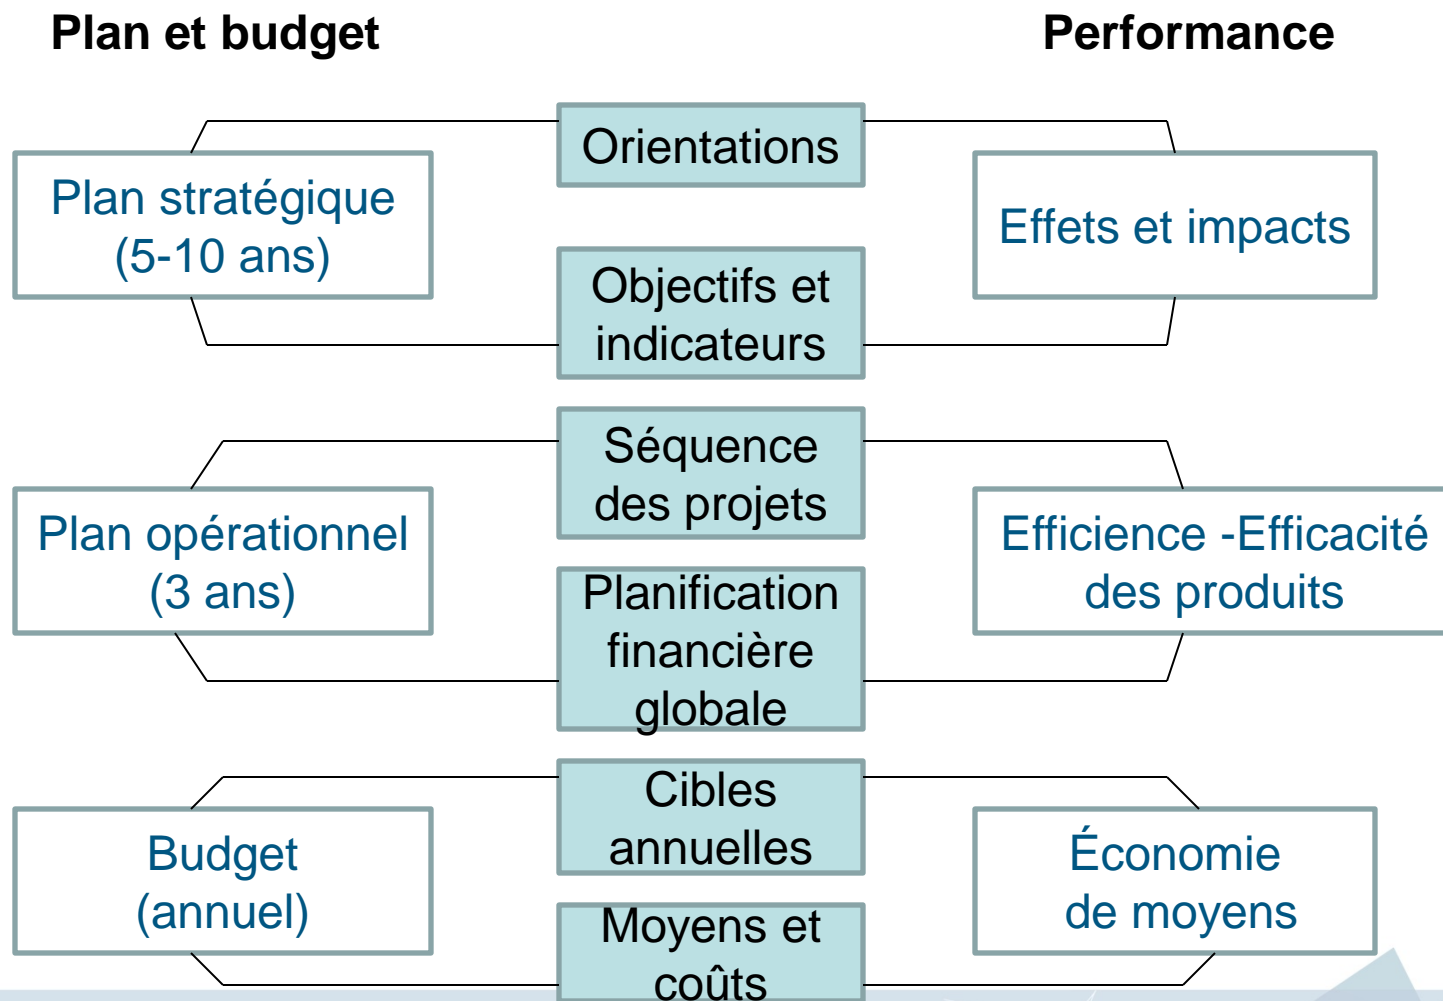 Plan et budget
Performance
Orientations
Plan stratégique
(5-10 ans)
Effets et impacts
Objectifs et
indicateurs
Séquence
des projets
Plan opérationnel
(3 ans)
Efficience -Efficacité
des produits
Planification
financière
globale
Cibles
annuelles
Budget
(annuel)
Économie
de moyens
Moyens et
coûts